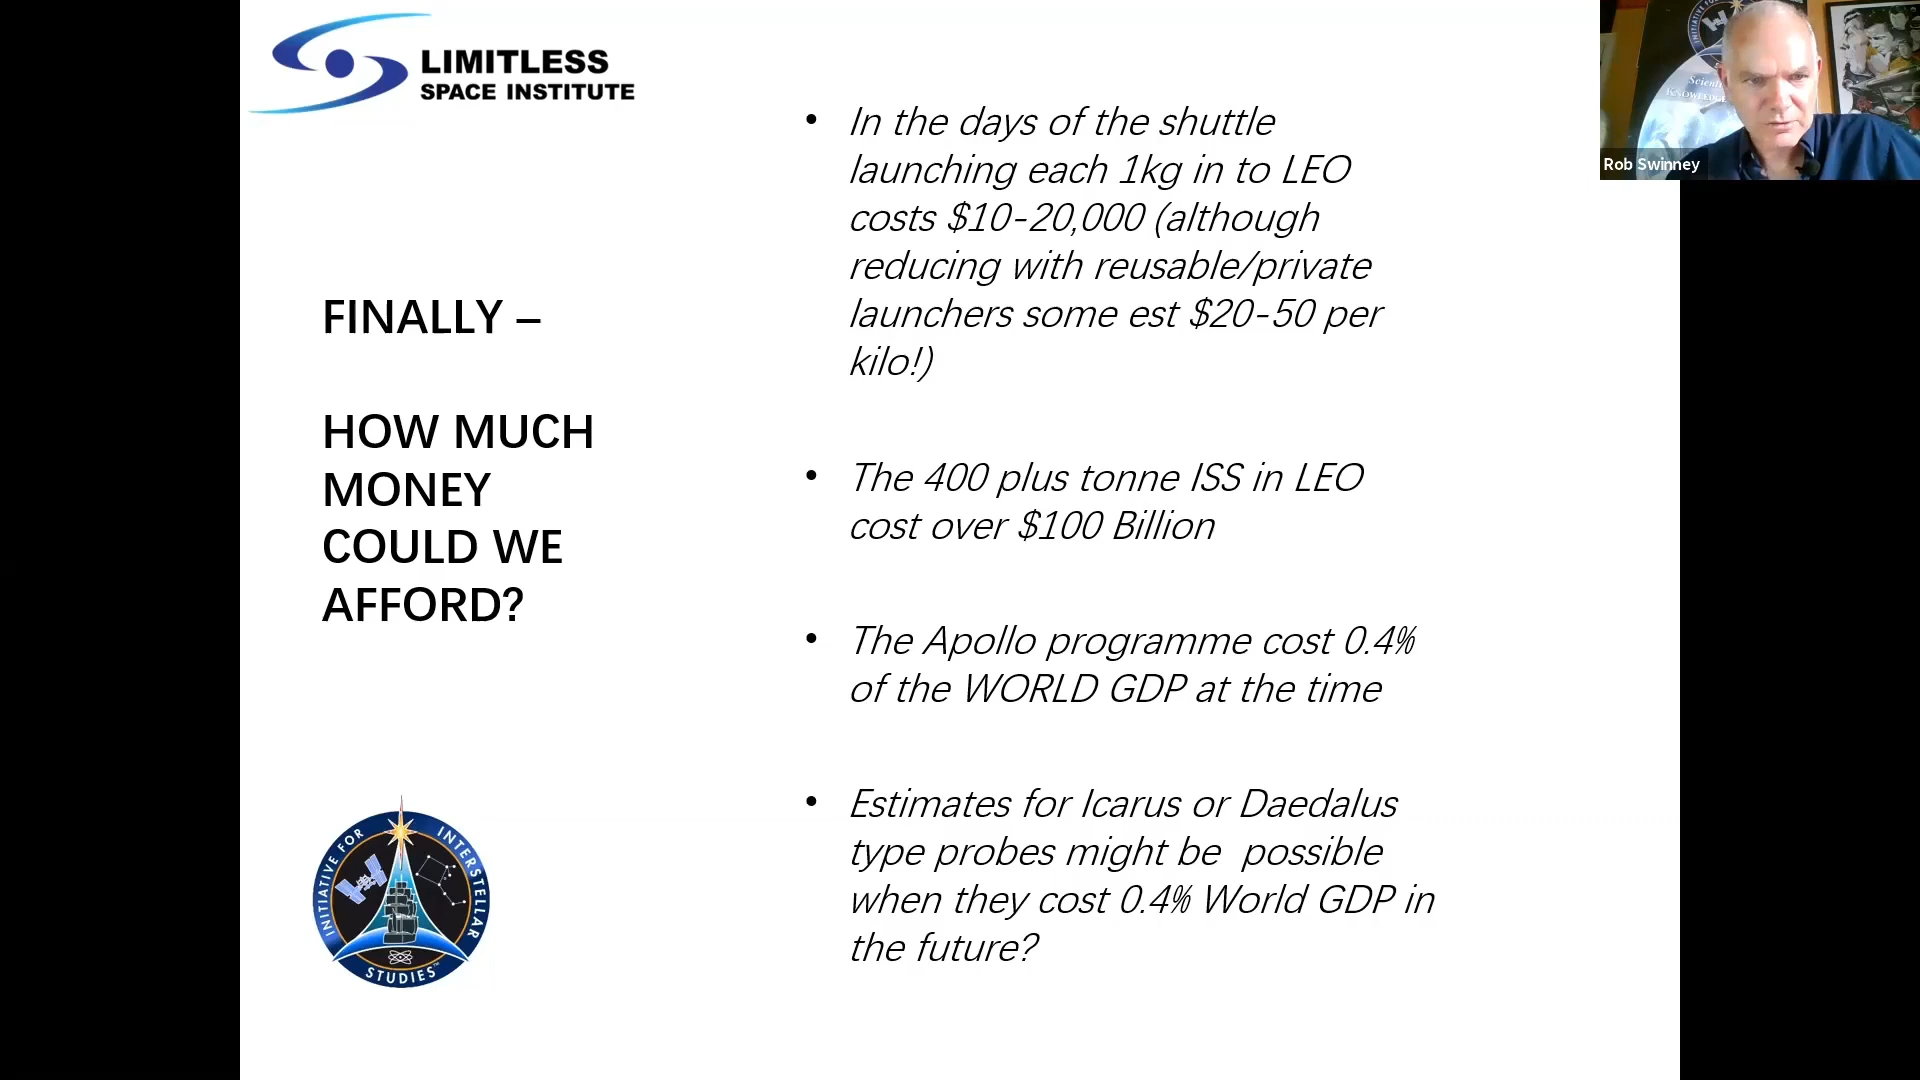 LIMITLESS
SPACE INSTITUTE
FINALLY –
HOW MUCH
MONEY
COULD WE
AFFORD?
• In the days of the shuttle
launching each 1kg in to LEO
costs $10-20,000 (although
reducing with reusable/private
launchers some est $20-50 per
kilo!)
• The 400 plus tonne ISS in LEO
cost over $100 Billion
• The Apollo programme cost 0.4%
of the WORLD GDP at the time
• Estimates for Icarus or Daedalus
type probes might be  possible
when they cost 0.4% World GDP in
the future?
INITIATIVE FOR INTERSTELLAR
STUDIES™
Rob Swinney